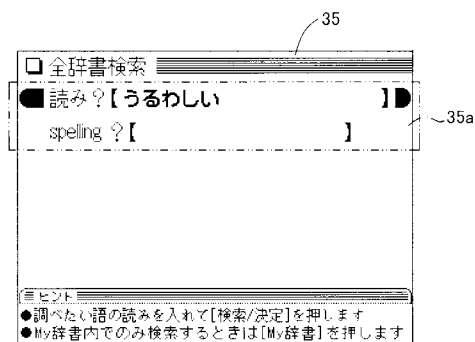 35
全辞書検索
読み?【うるわしい 】
35a
spelling ?【 】
ヒント
●調べたい語の読みを入れて[検索/決定]を押します
●My辞書内でのみ検索するときは[My辞書]を押します